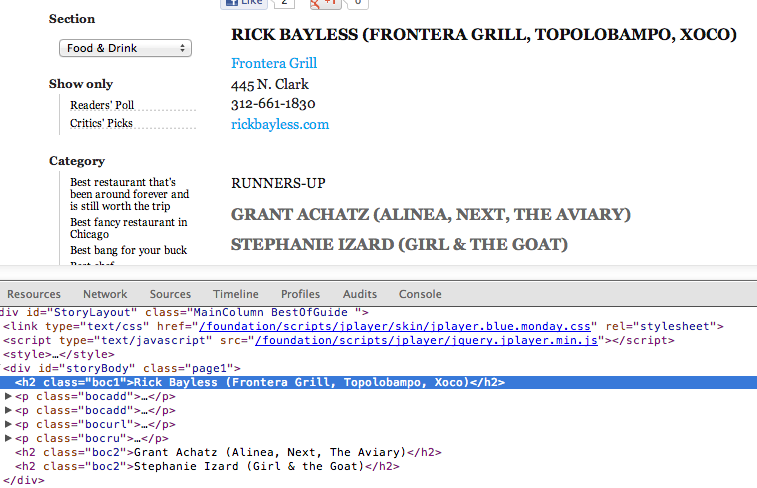 Like 2 +1 0
Section
Food & Drink
Show only
Readers' Poll
Critics' Picks
Category
Best restaurant that's
been around forever and
is still worth the trip
Best fancy restaurant in
Chicago
Best bang for your buck
RICK BAYLESS (FRONTERA GRILL, TOPOLOBAMPO, XOCO)
Frontera Grill
445 N. Clark
312-661-1830
rickbayless.com
RUNNERS-UP
GRANT ACHATZ (ALINEA, NEXT, THE AVIARY)
STEPHANIE IZARD (GIRL & THE GOAT)
Resources Network Sources Timeline Profiles Audits Console
div id="StoryLayout" class="MainColumn BestOfGuide ">
<link type="text/css" href="/foundation/scripts/jplayer/skin/jplayer.blue.monday.css" rel="stylesheet">
<script type="text/javascript" src="/foundation/scripts/jplayer/jquery.jplayer.min.js"></script>
<style>…</style>
<div id="storyBody" class="page1">
<h2 class="boc1">Rick Bayless (Frontera Grill, Topolobampo, Xoco)</h2>
<p class="bocadd">…</p>
<p class="bocadd">…</p>
<p class="bocurl">…</p>
<p class="bocru">…</p>
<h2 class="boc2">Grant Achatz (Alinea, Next, The Aviary)</h2>
<h2 class="boc2">Stephanie Izard (Girl & the Goat)</h2>
</div>